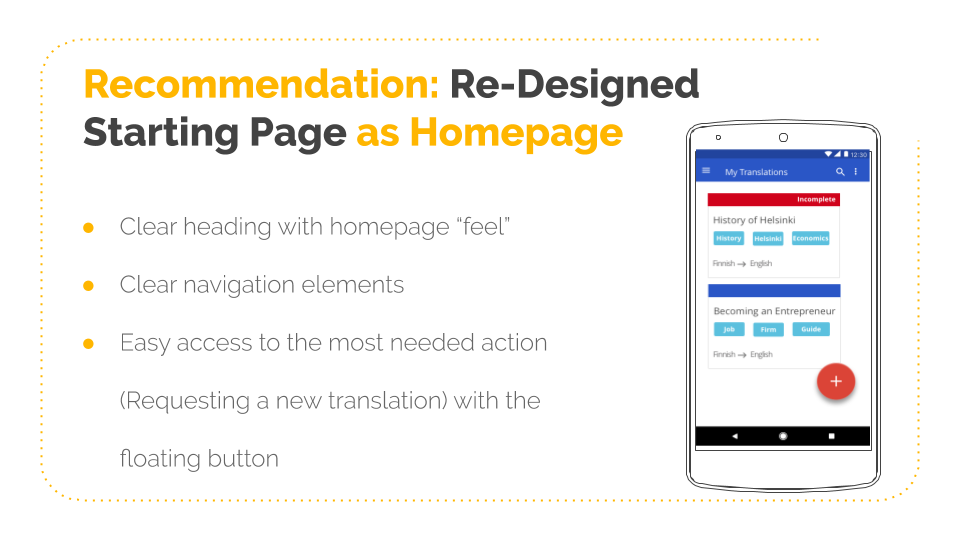 Recommendation: Re-Designed
Starting Page as Homepage
Clear heading with homepage “feel”
Clear navigation elements
Easy access to the most needed action
(Requesting a new translation) with the
floating button
12:30
My Translations
Incomplete
History of Helsinki
History Helsinki Economics
Finnish → English
Becoming an Entrepreneur
Job Firm Guide
Finnish → English
+